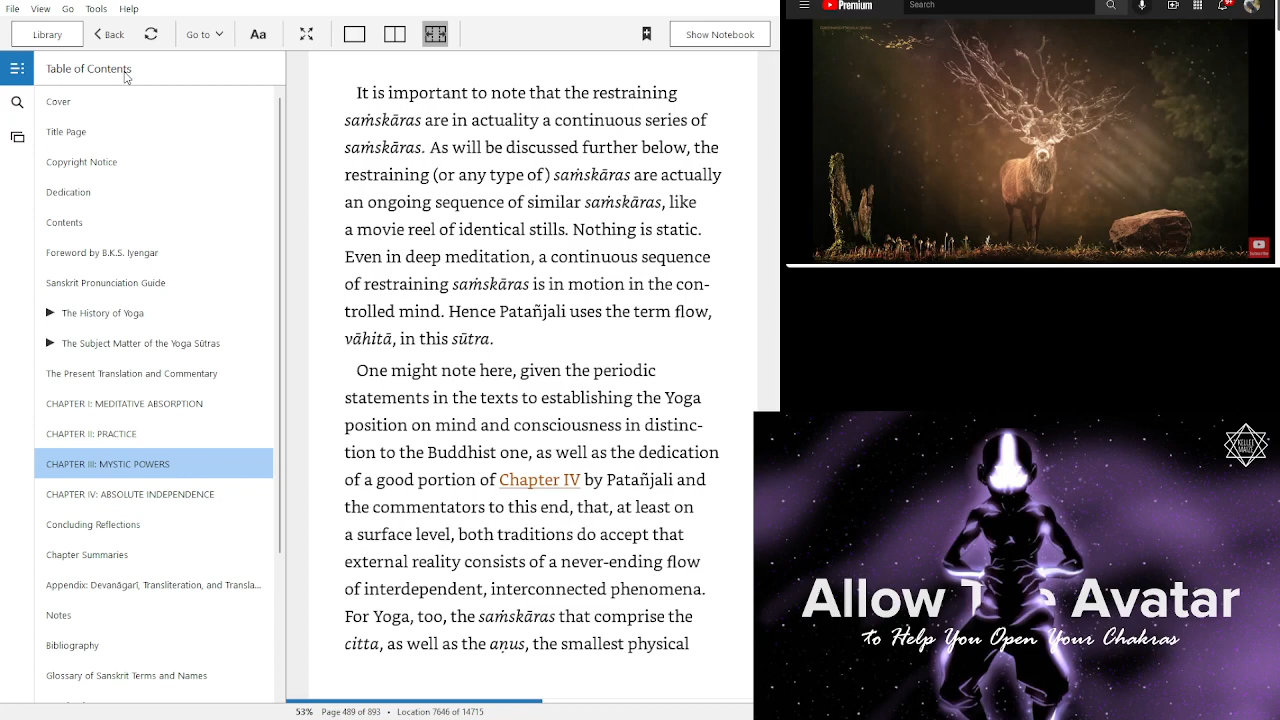 File
View
Go
Tools
Help
Library
Back
Go to
Aa
Show Notebook
Table of Contents
Cover
Title Page
Copyright Notice
Dedication
Contents
Foreword by B.K.S. Iyengar
Sanskrit Pronunciation Guide
The History of Yoga
The Subject Matter of the Yoga Sūtras
The Present Translation and Commentary
CHAPTER I: MEDITATIVE ABSORPTION
CHAPTER II: PRACTICE
CHAPTER III: MYSTIC POWERS
CHAPTER IV: ABSOLUTE INDEPENDENCE
Concluding Reflections
Chapter Summaries
Appendix: Devanāgarī, Transliteration, and Transla...
Notes
Bibliography
Glossary of Sanskrit Terms and Names
It is important to note that the restraining
saṁskāras are in actuality a continuous series of
saṁskāras. As will be discussed further below, the
restraining (or any type of) saṁskāras are actually
an ongoing sequence of similar saṁskāras, like
a movie reel of identical stills. Nothing is static.
Even in deep meditation, a continuous sequence
of restraining saṁskāras is in motion in the con-
trolled mind. Hence Patañjali uses the term flow,
vāhitā, in this sūtra.
One might note here, given the periodic
statements in the texts to establishing the Yoga
position on mind and consciousness in distinc-
tion to the Buddhist one, as well as the dedication
of a good portion of Chapter IV by Patañjali and
the commentators to this end, that, at least on
a surface level, both traditions do accept that
external reality consists of a never-ending flow
of interdependent, interconnected phenomena.
For Yoga, too, the saṁskāras that comprise the
citta, as well as the aṇus, the smallest physical
53% Page 489 of 893 • Location 7646 of 14715
Premium
Search
9+
Subscribe
Allow The Avatar
to Help You Open Your Chakras